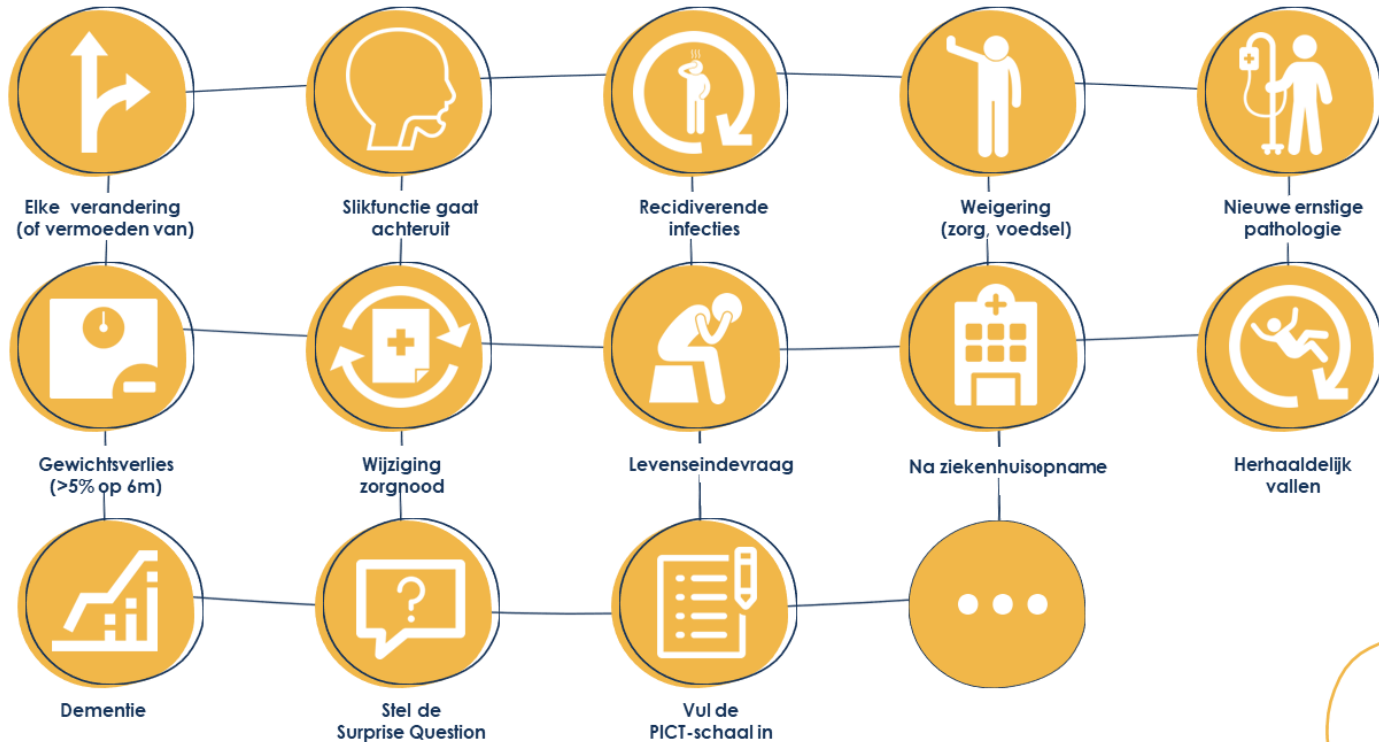 Elke verandering
(of vermoeden van)
Slikfunctie gaat
achteruit
Recidiverende
infecties
Weigering
(zorg, voedsel)
Nieuwe ernstige
pathologie
Gewichtsverlies
(>5% op 6m)
Wijziging
zorgnood
Levenseindevraag
Na ziekenhuisopname
Herhaaldelijk
vallen
?
Dementie
Stel de
Surprise Question
Vul de
PICT-schaal in